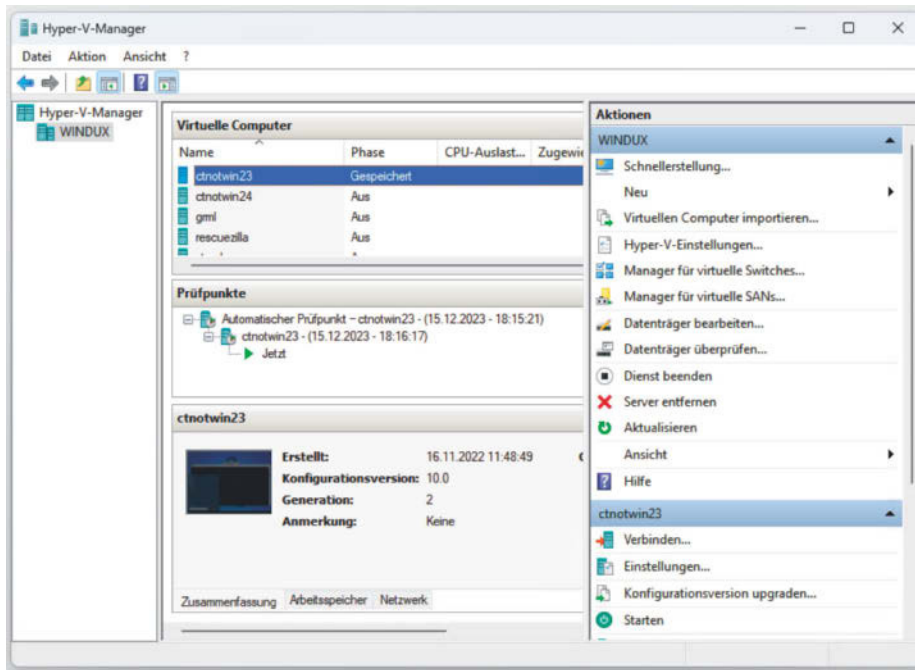 Hyper-V-Manager
Datei Aktion Ansicht ?
Hyper-V-Manager
WINDUX
Virtuelle Computer
Name Phase CPU-Auslast... Zugewie
ctnotwin23 Gespeichert
ctnotwin24 Aus
grml Aus
rescuezilla Aus
Prüfpunkte
Automatischer Prüfpunkt – ctnotwin23 - (15.12.2023 - 18:15:21)
ctnotwin23 - (15.12.2023 - 18:16:17)
Jetzt
ctnotwin23
Erstellt: 16.11.2022 11:48:49
Konfigurationsversion: 10.0
Generation: 2
Anmerkung: Keine
Zusammenfassung Arbeitsspeicher Netzwerk
Aktionen
WINDUX
Schnellerstellung...
Neu
Virtuellen Computer importieren...
Hyper-V-Einstellungen...
Manager für virtuelle Switches...
Manager für virtuelle SANs...
Datenträger bearbeiten...
Datenträger überprüfen...
Dienst beenden
Server entfernen
Aktualisieren
Ansicht
Hilfe
ctnotwin23
Verbinden...
Einstellungen...
Konfigurationsversion upgraden...
Starten